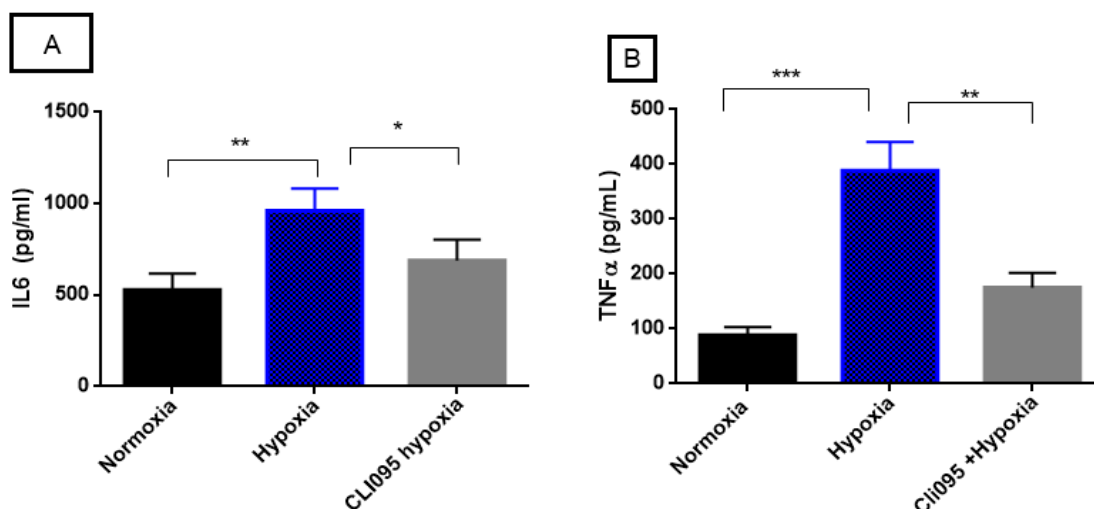 A
IL6 (pg/ml)
1500
1000
500
0
**
*
Normoxia
Hypoxia
CLI095 hypoxia
B
TNFα (pg/mL)
500
400
300
200
100
0
***
**
Normoxia
Hypoxia
Cli095 +Hypoxia